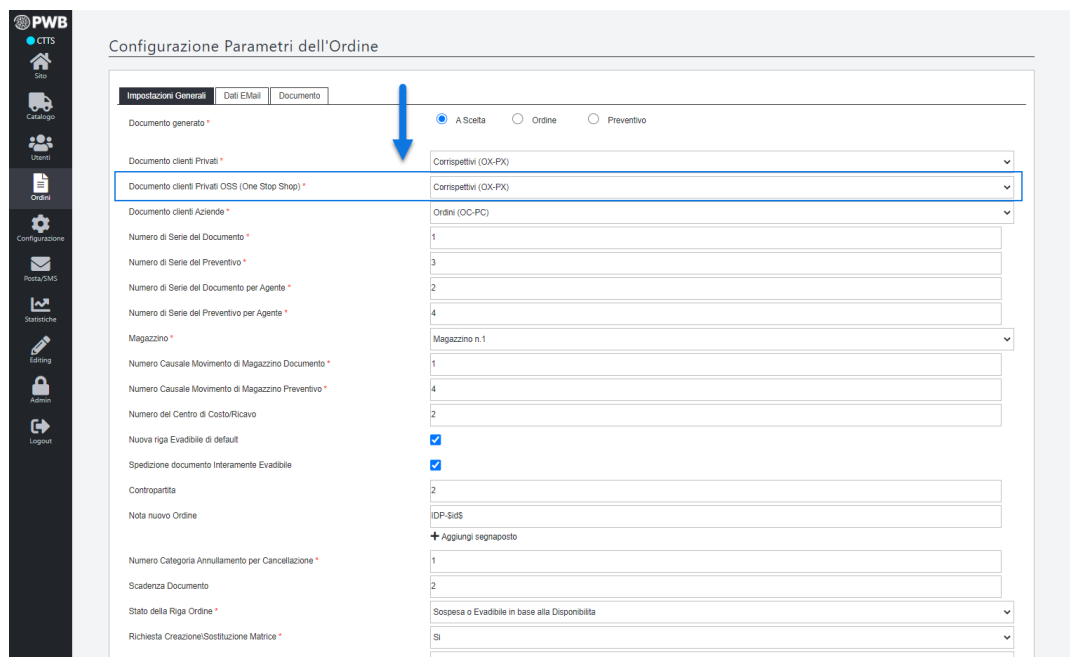 PWB
CTTS
Sito
Catalogo
Utenti
Ordini
Configurazione
Posta/SMS
Statistiche
Editing
Admin
Logout
Configurazione Parametri dell'Ordine
Impostazioni Generali Dati EMail Documento
Documento generato * A Scelta Ordine Preventivo
Documento clienti Privati * Corrispettivi (OX-PX)
Documento clienti Privati OSS (One Stop Shop) * Corrispettivi (OX-PX)
Documento clienti Aziende * Ordini (OC-PC)
Numero di Serie del Documento * 1
Numero di Serie del Preventivo * 3
Numero di Serie del Documento per Agente * 2
Numero di Serie del Preventivo per Agente * 4
Magazzino * Magazzino n.1
Numero Causale Movimento di Magazzino Documento * 1
Numero Causale Movimento di Magazzino Preventivo * 4
Numero del Centro di Costo/Ricavo 2
Nuova riga Evadibile di default
Spedizione documento Interamente Evadibile
Contropartita 2
Nota nuovo Ordine IDP-$id$
+ Aggiungi segnaposto
Numero Categoria Annullamento per Cancellazione * 1
Scadenza Documento 2
Stato della Riga Ordine * Sospesa o Evadibile in base alla Disponibilita
Richiesta Creazione\Sostituzione Matrice * Si